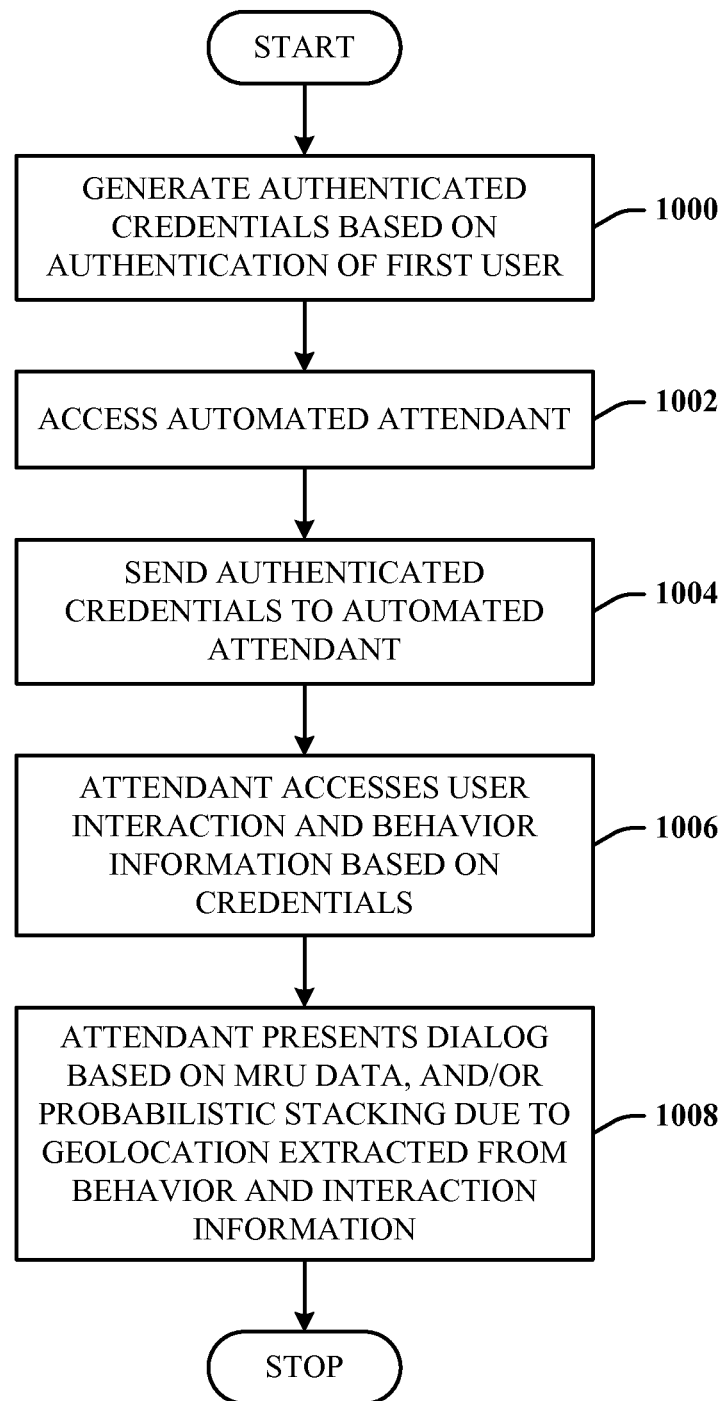 START
GENERATE AUTHENTICATED
CREDENTIALS BASED ON
AUTHENTICATION OF FIRST USER
1000
ACCESS AUTOMATED ATTENDANT
1002
SEND AUTHENTICATED
CREDENTIALS TO AUTOMATED
ATTENDANT
1004
ATTENDANT ACCESSES USER
INTERACTION AND BEHAVIOR
INFORMATION BASED ON
CREDENTIALS
1006
ATTENDANT PRESENTS DIALOG
BASED ON MRU DATA, AND/OR
PROBABILISTIC STACKING DUE TO
GEOLOCATION EXTRACTED FROM
BEHAVIOR AND INTERACTION
INFORMATION
1008
STOP